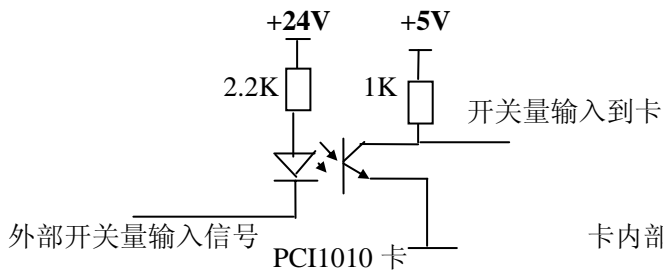 +24V
+5V
2.2K
1K
开关量输入到卡
外部开关量输入信号
PCI1010 卡
卡内部